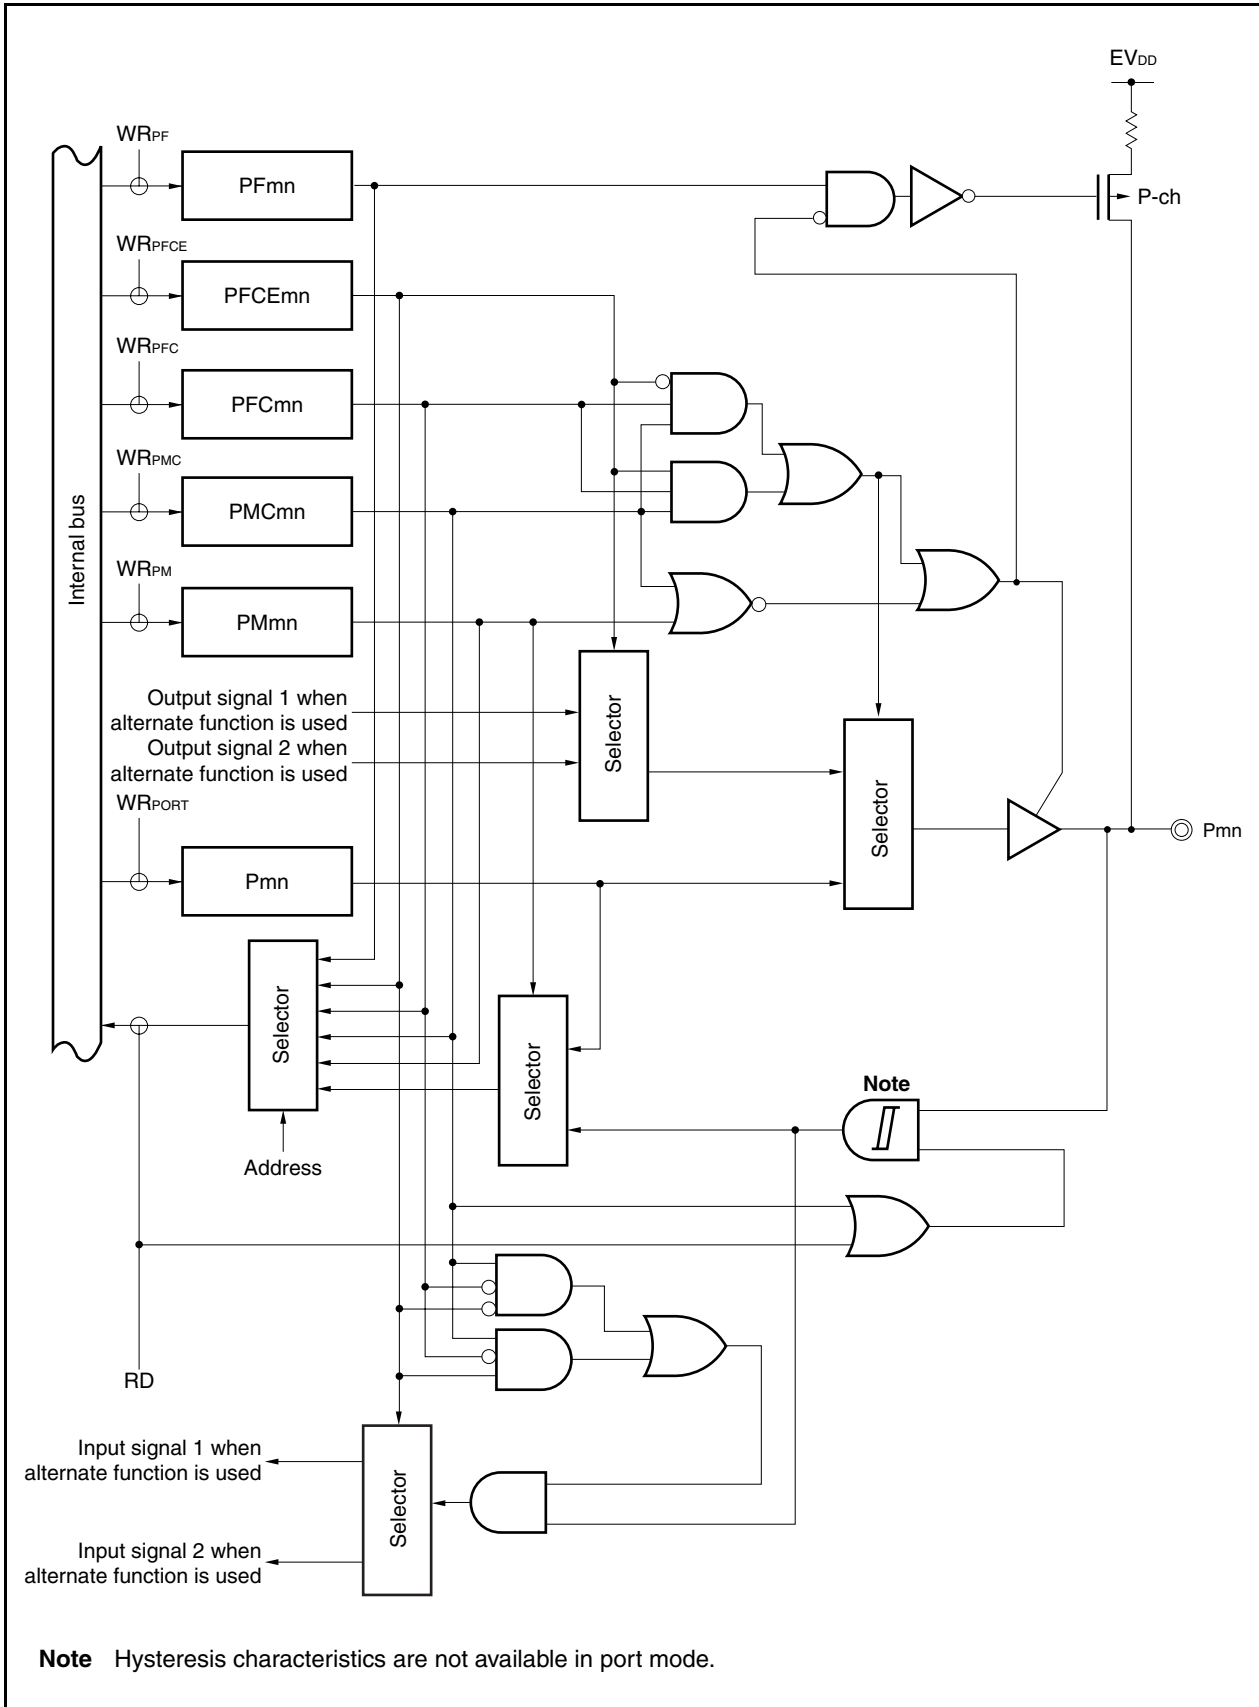 EVDD
WRPF
PFmn
P-ch
WRPFCE
PFCEmn
WRPFC
PFCmn
WRPMC
PMCmn
Internal bus
WRPM
PMmn
Output signal 1 when
alternate function is used
Output signal 2 when
alternate function is used
Selector
Selector
WRPORT
Pmn
Pmn
Selector
Selector
Note
Address
RD
Input signal 1 when
alternate function is used
Selector
Input signal 2 when
alternate function is used
Note Hysteresis characteristics are not available in port mode.